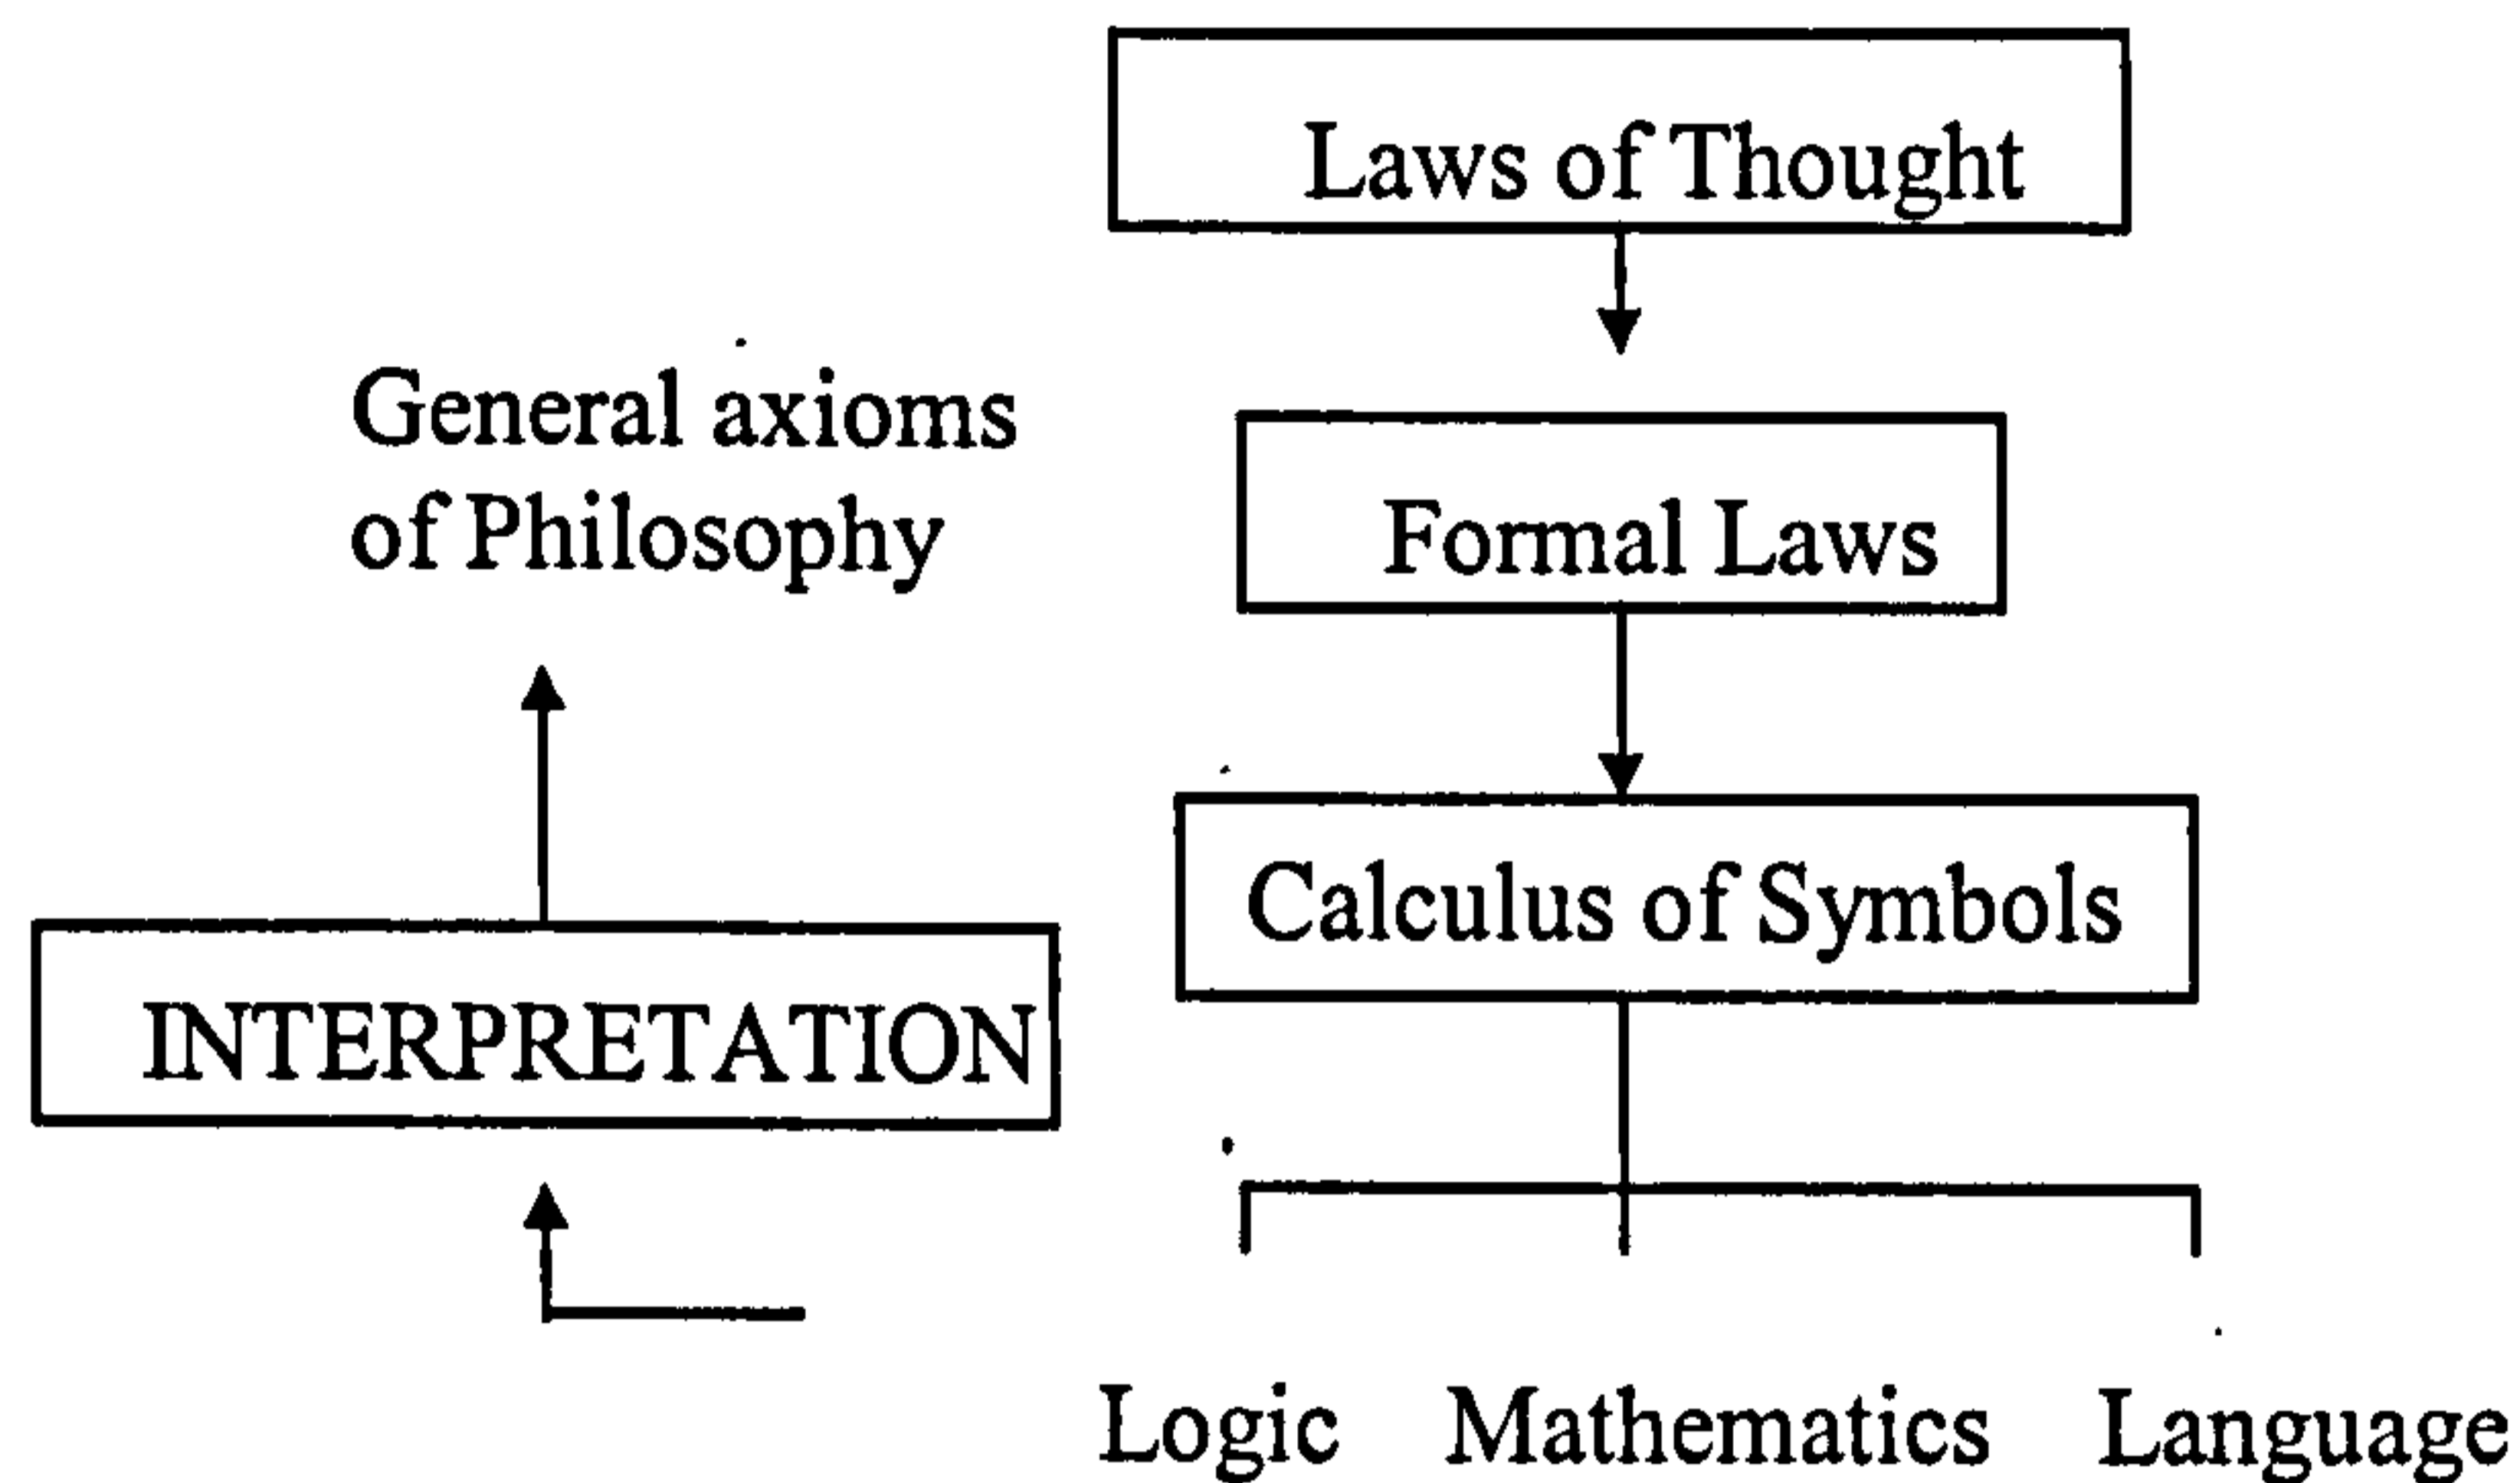 Laws of Thought
General axioms
of Philosophy
Formal Laws
Calculus of Symbols
INTERPRETATION
Logic Mathematics Language